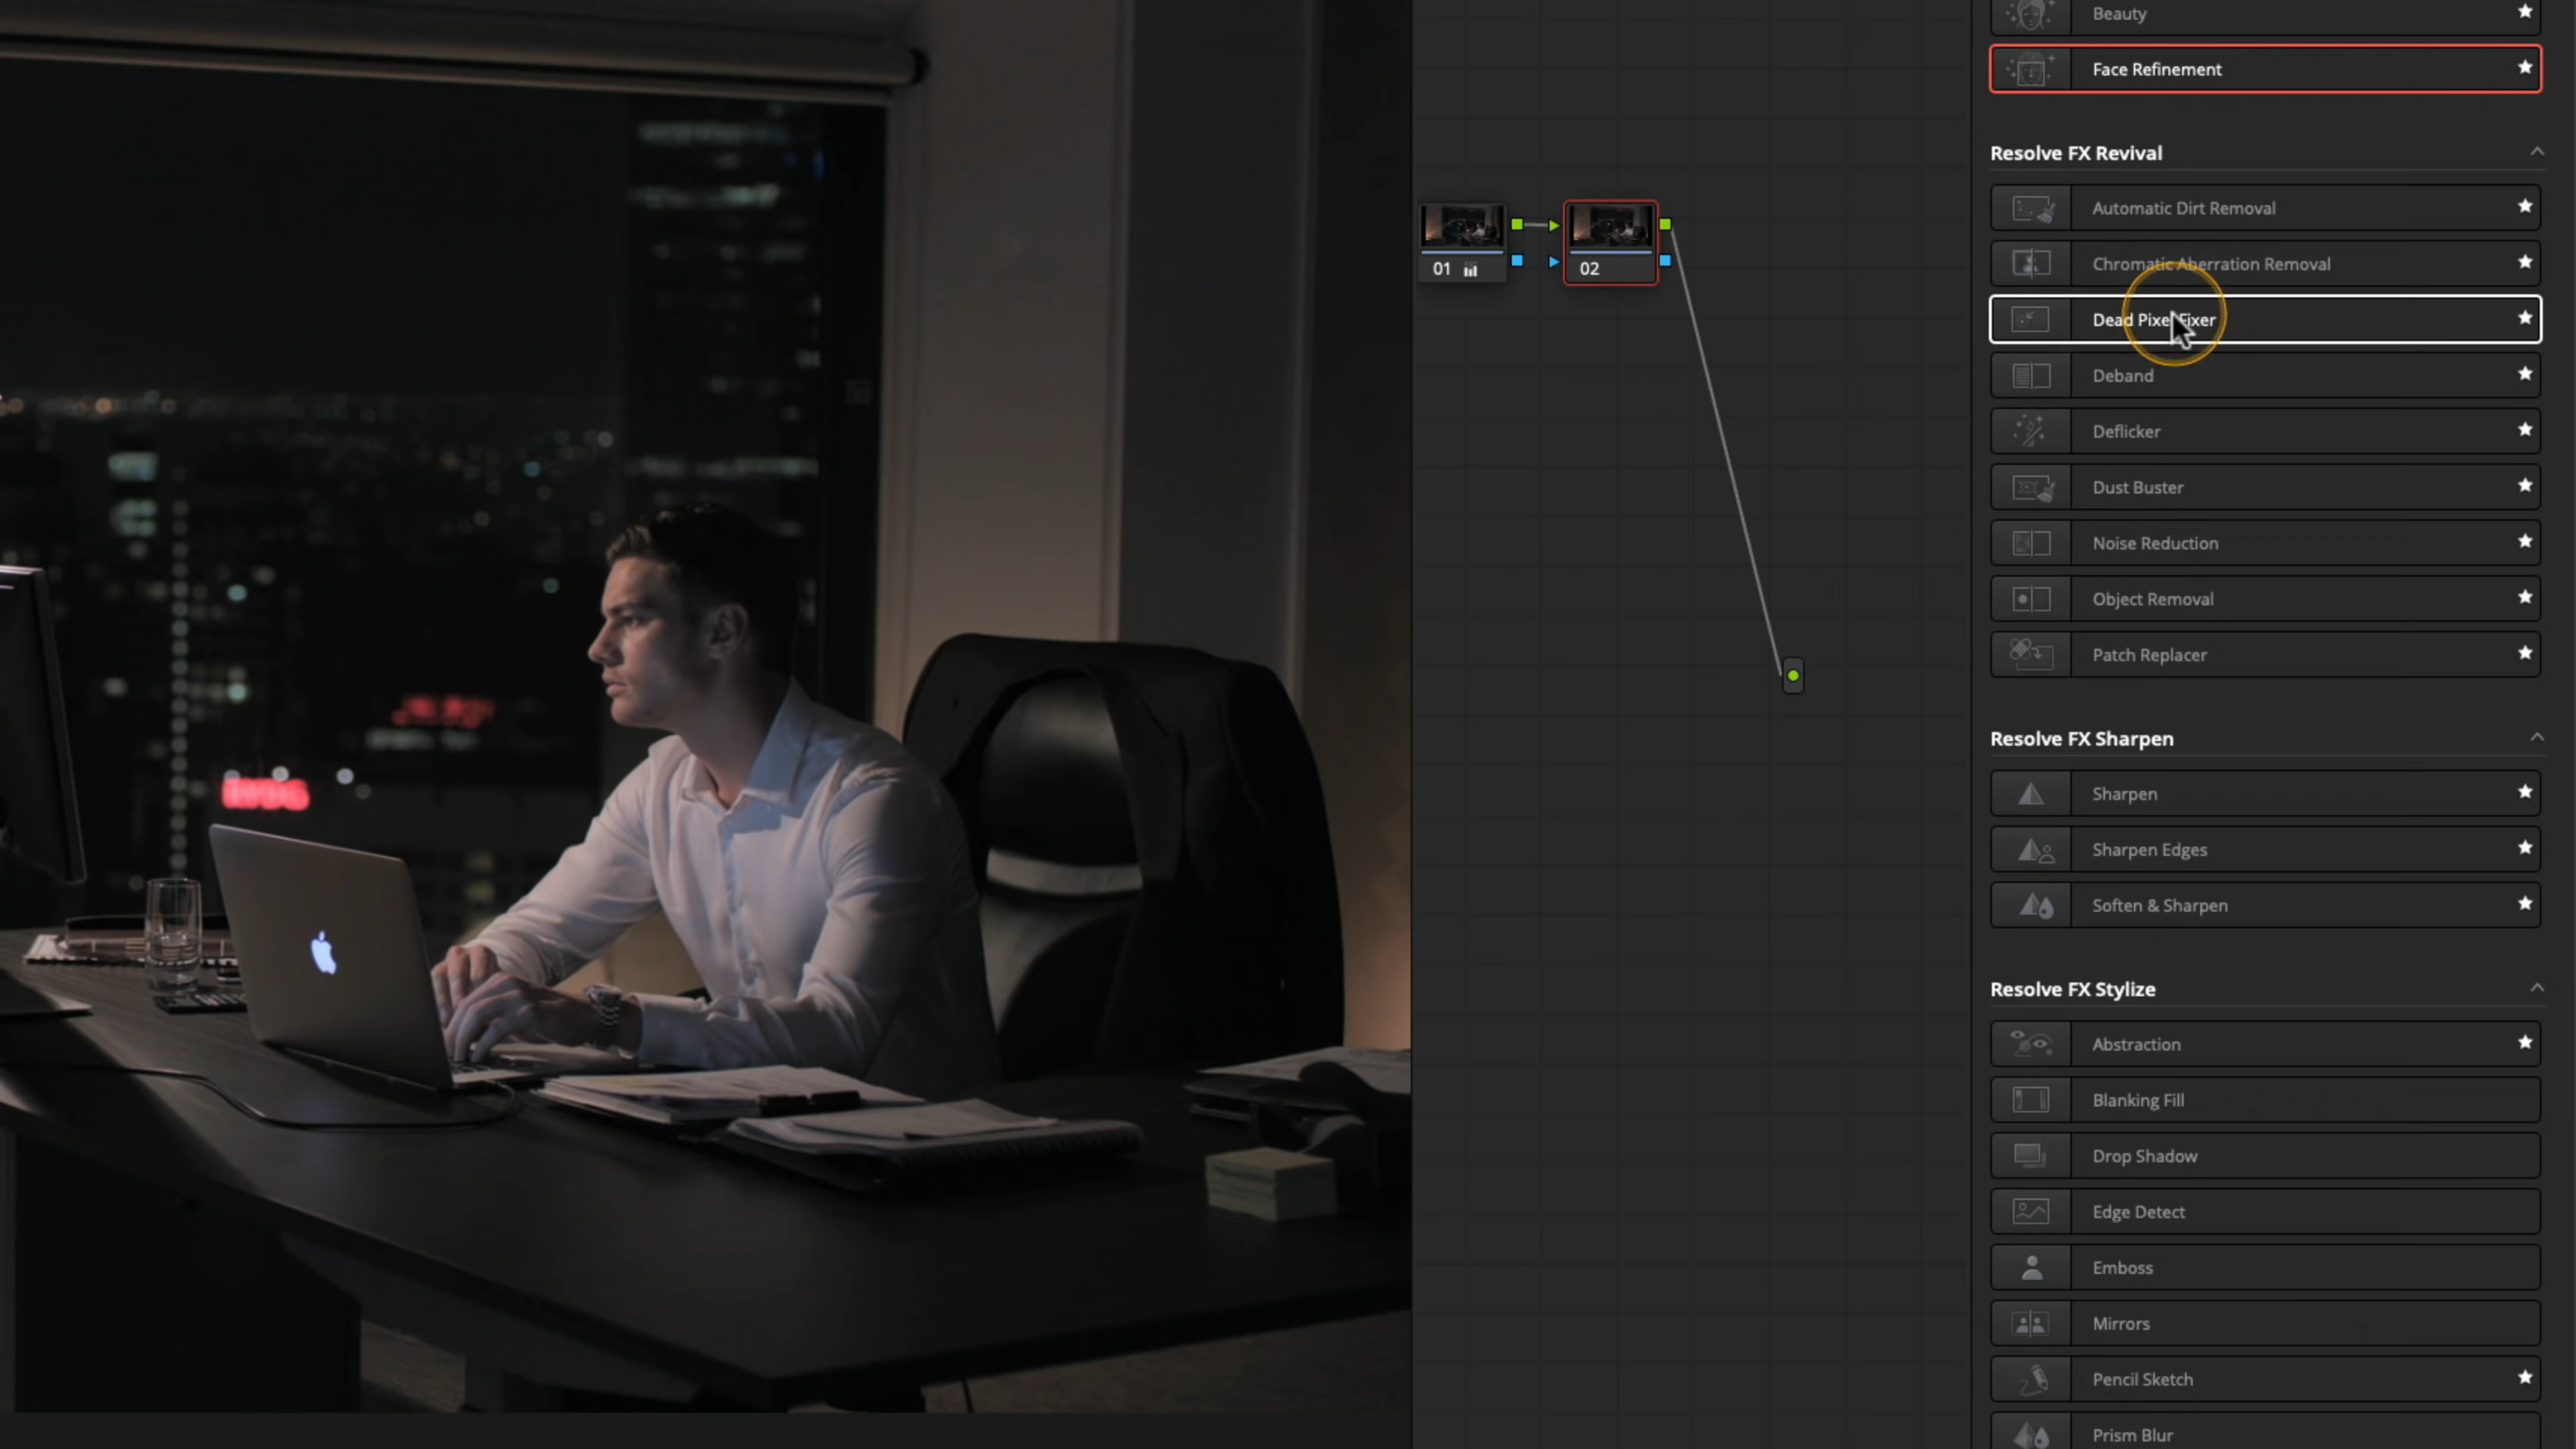 Beauty
Face Refinement
Resolve FX Revival
Automatic Dirt Removal
Chromatic Aberration Removal
Dead Pixel Fixer
Deband
Deflicker
Dust Buster
Noise Reduction
Object Removal
Patch Replacer
Resolve FX Sharpen
Sharpen
Sharpen Edges
Soften & Sharpen
Resolve FX Stylize
Abstraction
Blanking Fill
Drop Shadow
Edge Detect
Emboss
Mirrors
Pencil Sketch
Prism Blur
01
02